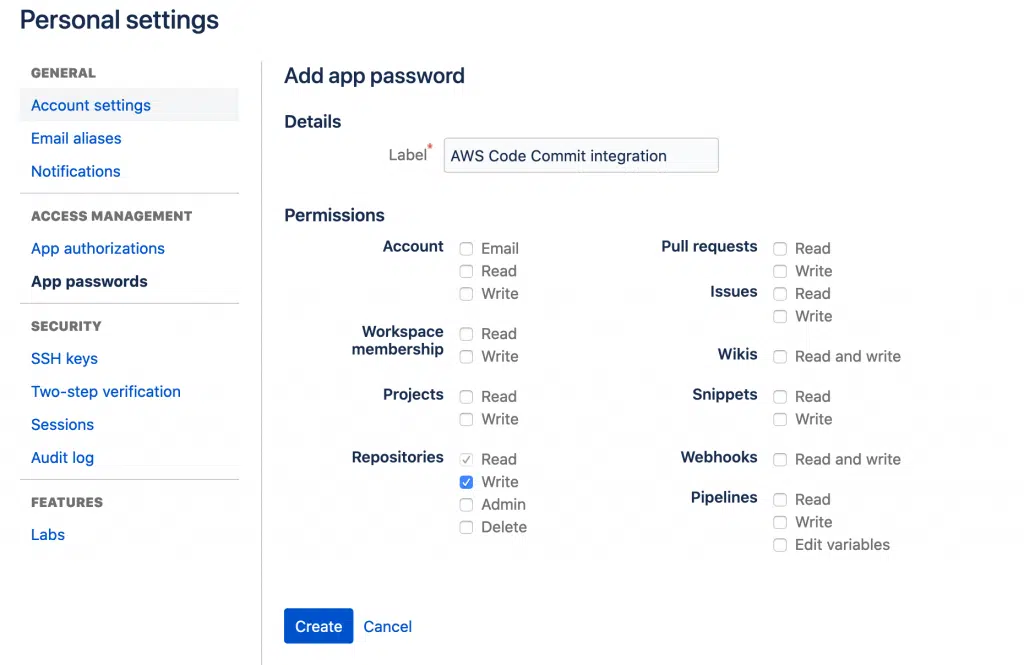 Personal settings
GENERAL
Account settings
Email aliases
Notifications
ACCESS MANAGEMENT
App authorizations
App passwords
SECURITY
SSH keys
Two-step verification
Sessions
Audit log
FEATURES
Labs
Add app password
Details
Label* AWS Code Commit integration
Permissions
Account
Email
Read
Write
Workspace
membership
Read
Write
Projects
Read
Write
Repositories
Read
Write
Admin
Delete
Pull requests
Read
Write
Issues
Read
Write
Wikis
Read and write
Snippets
Read
Write
Webhooks
Read and write
Pipelines
Read
Write
Edit variables
Create Cancel